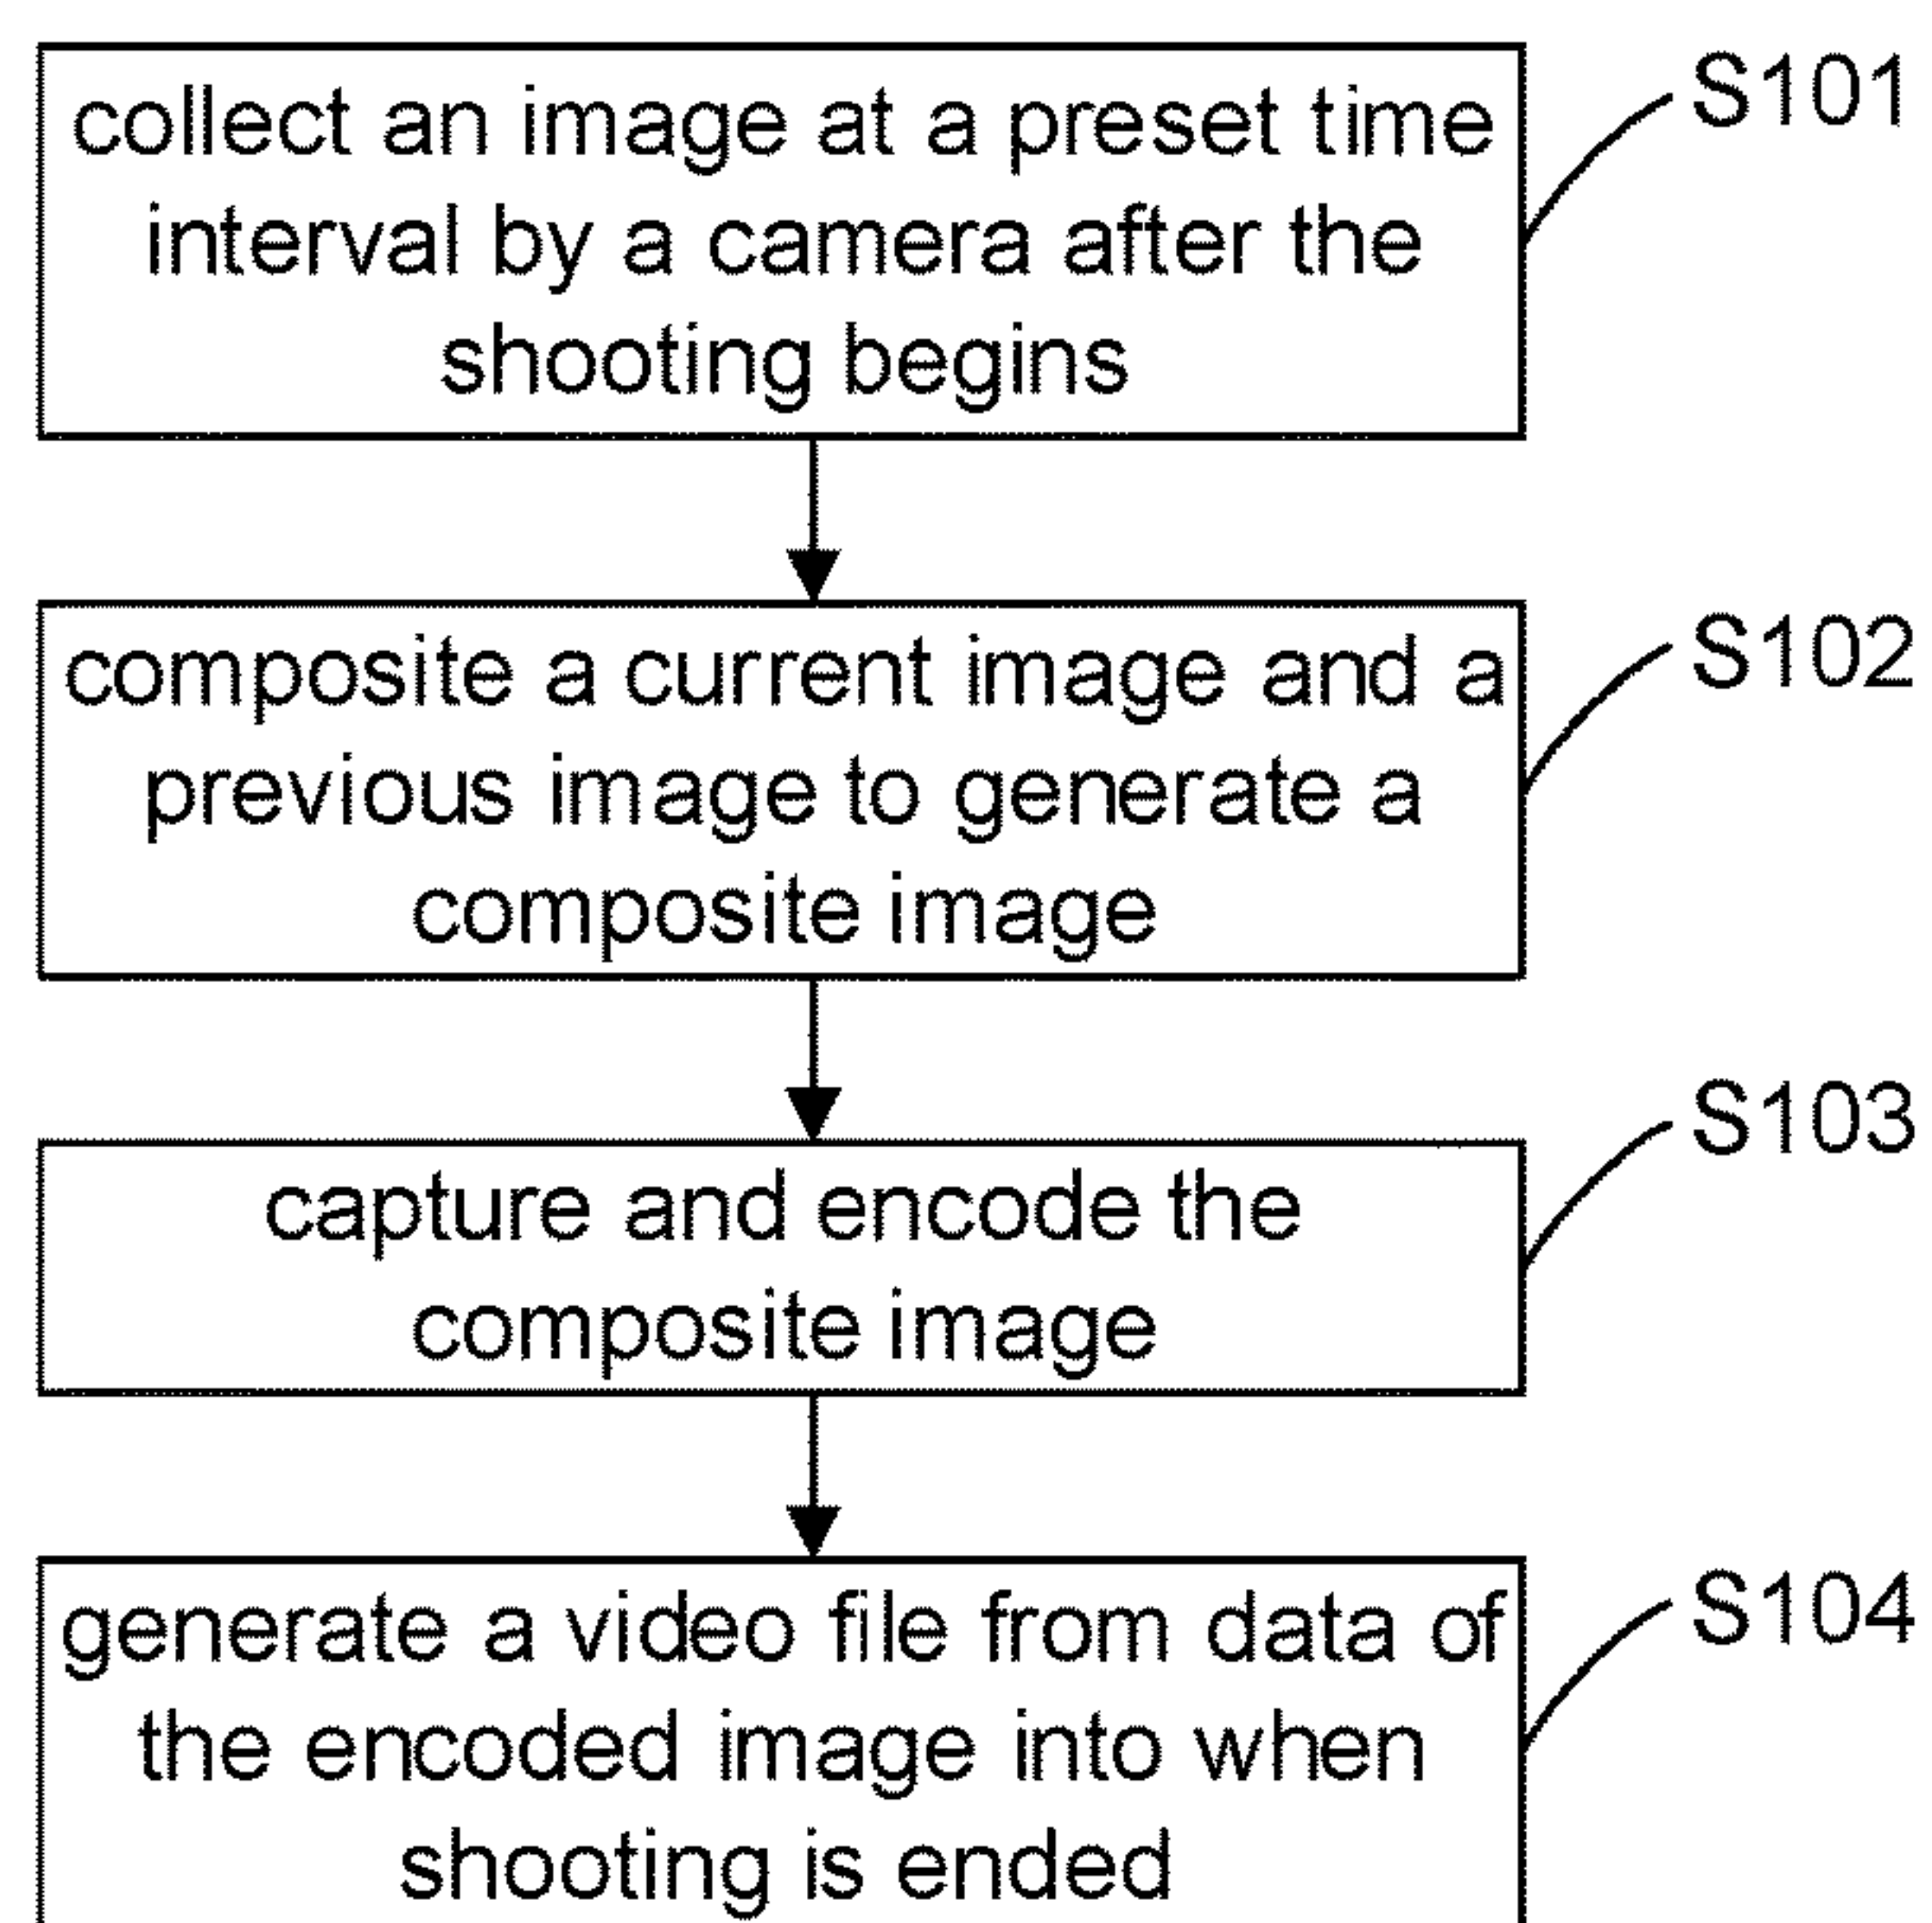 collect an image at a preset time
interval by a camera after the
shooting begins
S101
composite a current image and a
previous image to generate a
composite image
S102
capture and encode the
composite image
S103
generate a video file from data of
the encoded image into when
shooting is ended
S104